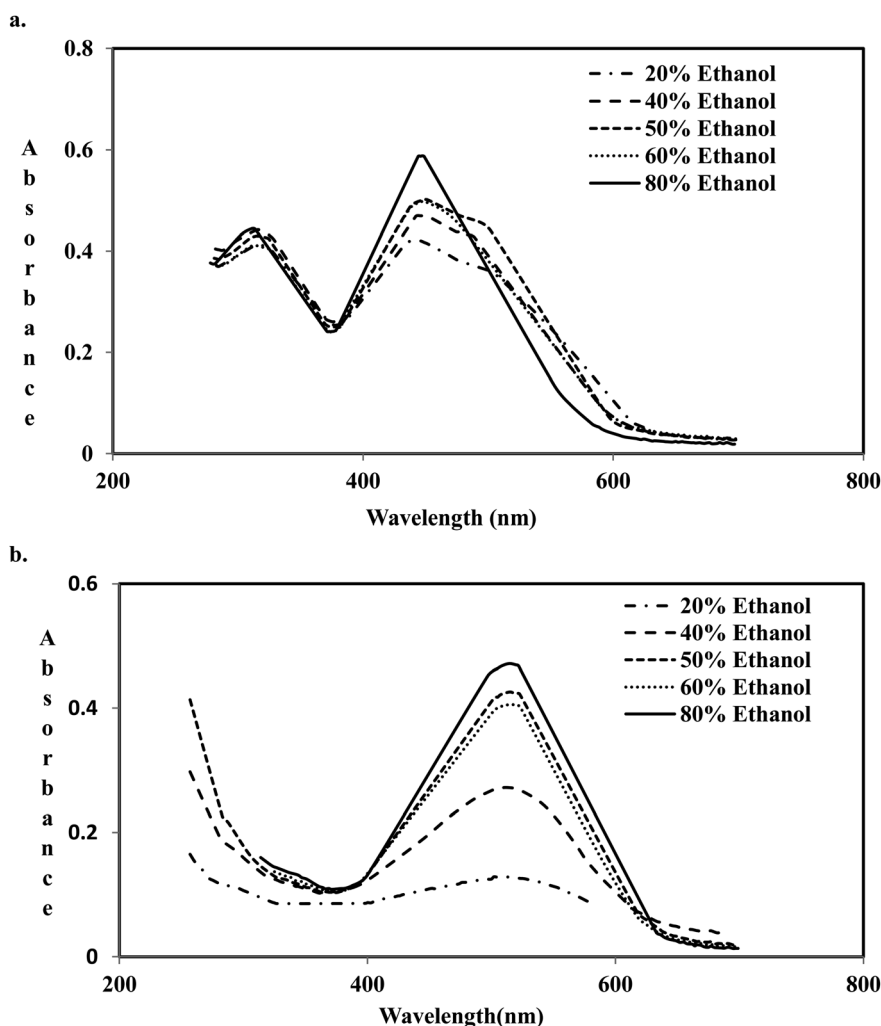 a.
0.8
20% Ethanol
40% Ethanol
50% Ethanol
60% Ethanol
80% Ethanol
0.6
0.4
0.2
0
Absorbance
200
400
600
800
Wavelength (nm)
b.
0.6
20% Ethanol
40% Ethanol
50% Ethanol
60% Ethanol
80% Ethanol
0.4
0.2
0
Absorbance
200
400
600
800
Wavelength(nm)